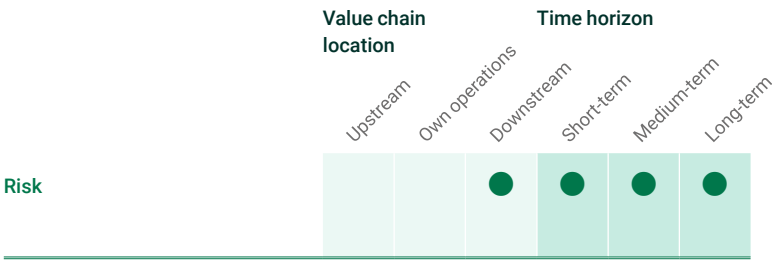 Value chain location
Time horizon
Upstream
Own operations
Downstream
Short-term
Medium-term
Long-term
Risk